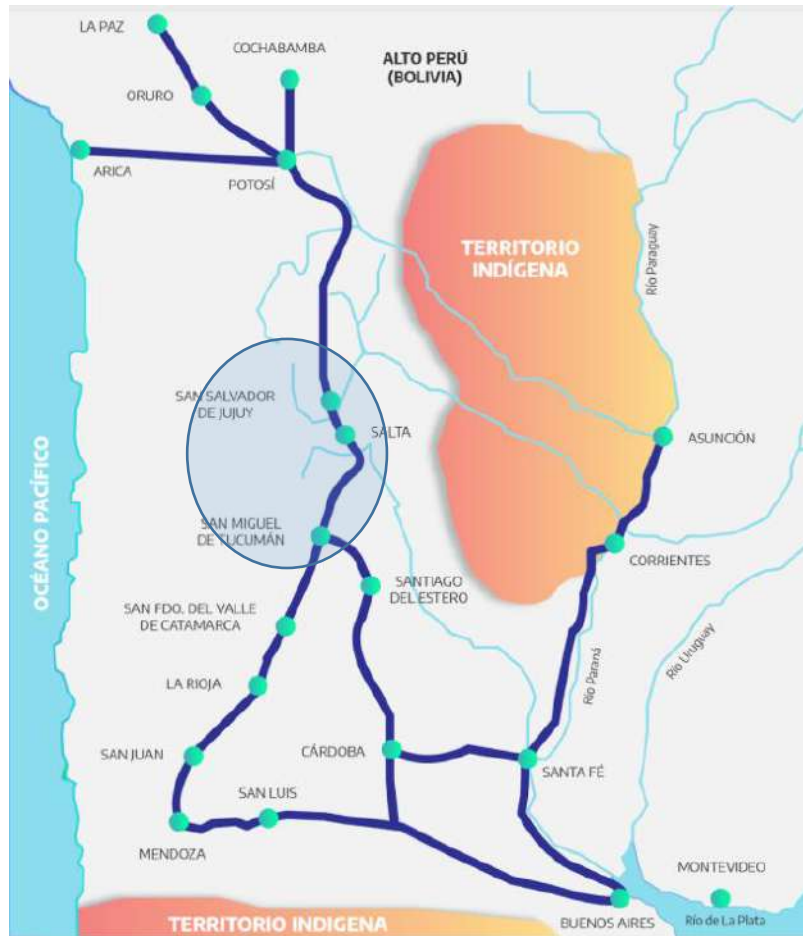 LA PAZ
COCHABAMBA
ALTO PERÚ
(BOLIVIA)
ORURO
ARICA
POTOSÍ
TERRITORIO
INDÍGENA
Río Paraguay
SAN SALVADOR
DE JUJUY
SALTA
ASUNCIÓN
OCÉANO PACÍFICO
SAN MIGUEL
DE TUCUMÁN
CORRIENTES
SANTIAGO
DEL ESTERO
SAN FDO. DEL VALLE
DE CATAMARCA
Río Paraná
Río Uruguay
LA RIOJA
SAN JUAN
CÓRDOBA
SANTA FÉ
SAN LUIS
MENDOZA
MONTEVIDEO
TERRITORIO INDIGENA
BUENOS AIRES
Río de La Plata